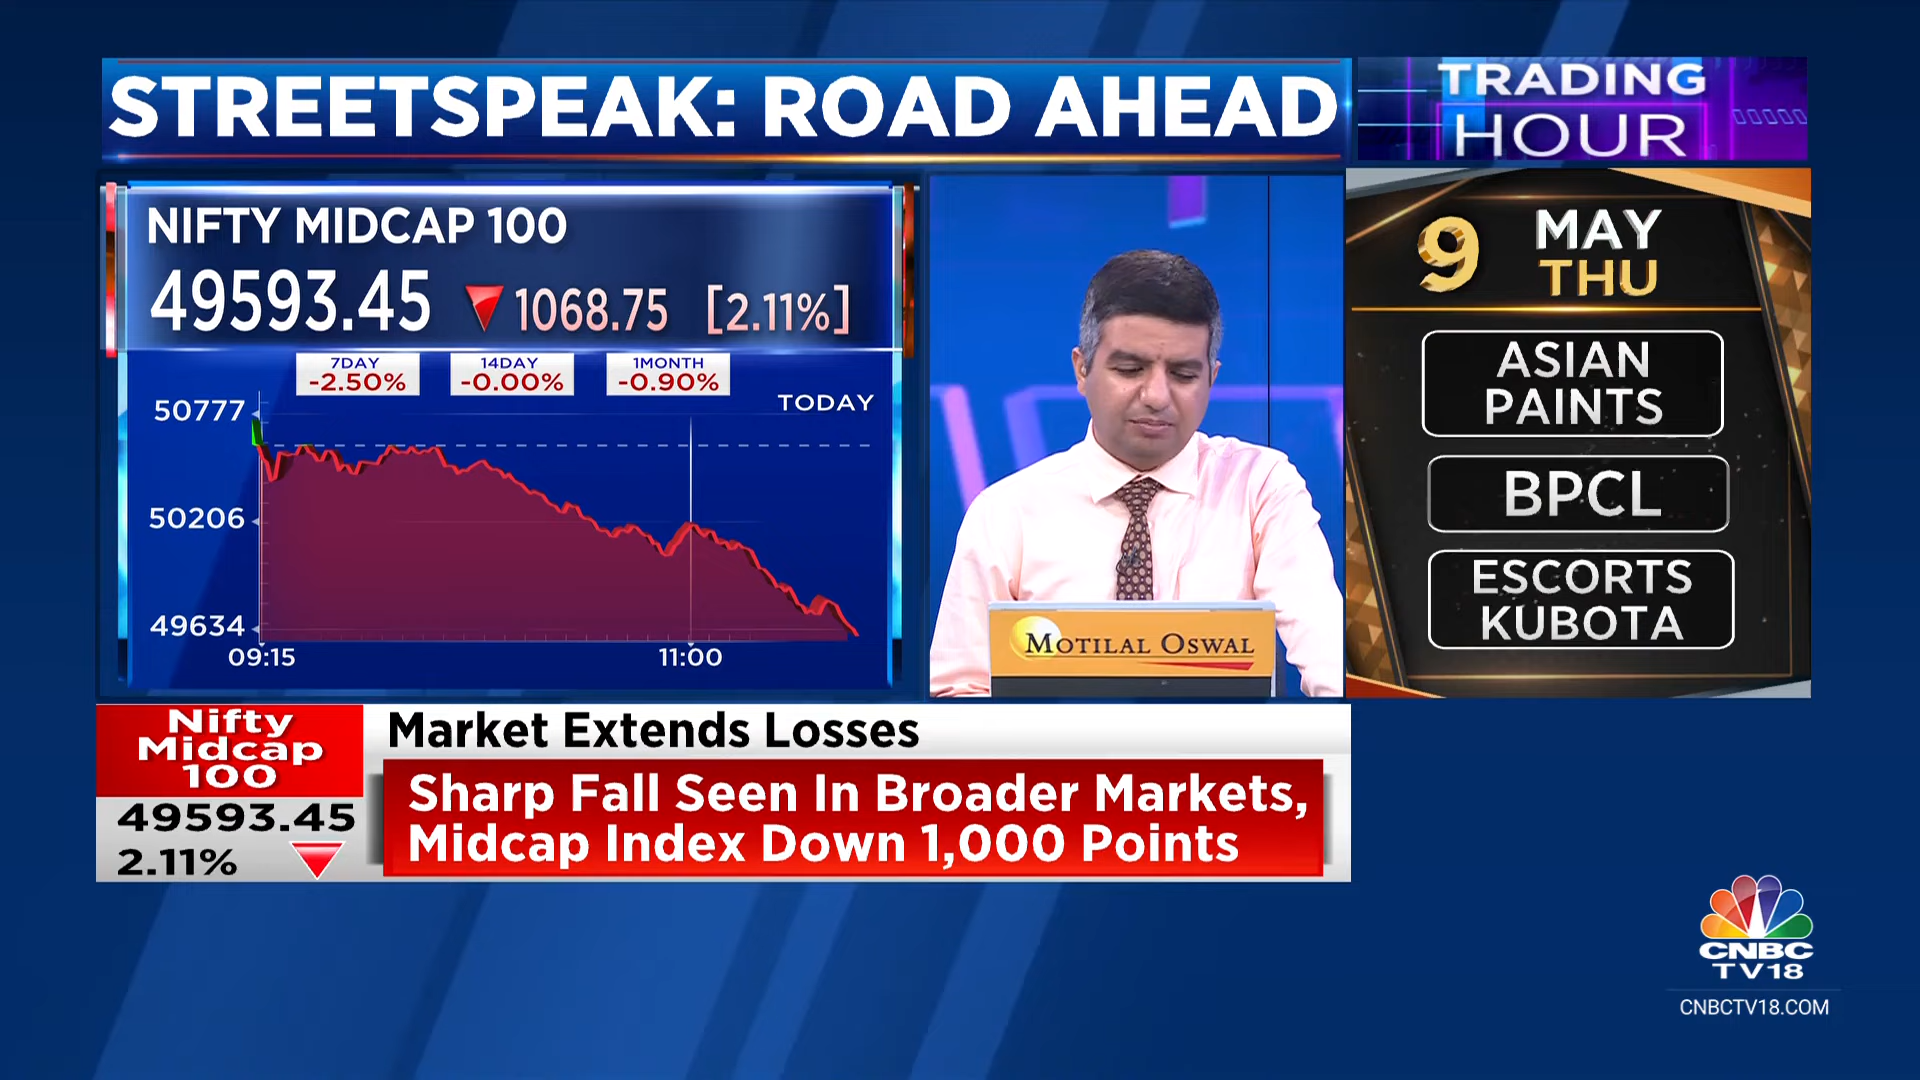 STREETSPEAK: ROAD AHEAD
TRADING
HOUR
NIFTY MIDCAP 100
49593.45 1068.75 [2.11%]
7DAY
-2.50%
14DAY
-0.00%
1MONTH
-0.90%
TODAY
50777
50206
49634
09:15 11:00
MOTILAL OSWAL
9 MAY
THU
ASIAN
PAINTS
BPCL
ESCORTS
KUBOTA
Nifty
Midcap
100
49593.45
2.11%
Market Extends Losses
Sharp Fall Seen In Broader Markets,
Midcap Index Down 1,000 Points
CNBC
TV18
CNBCTV18.COM